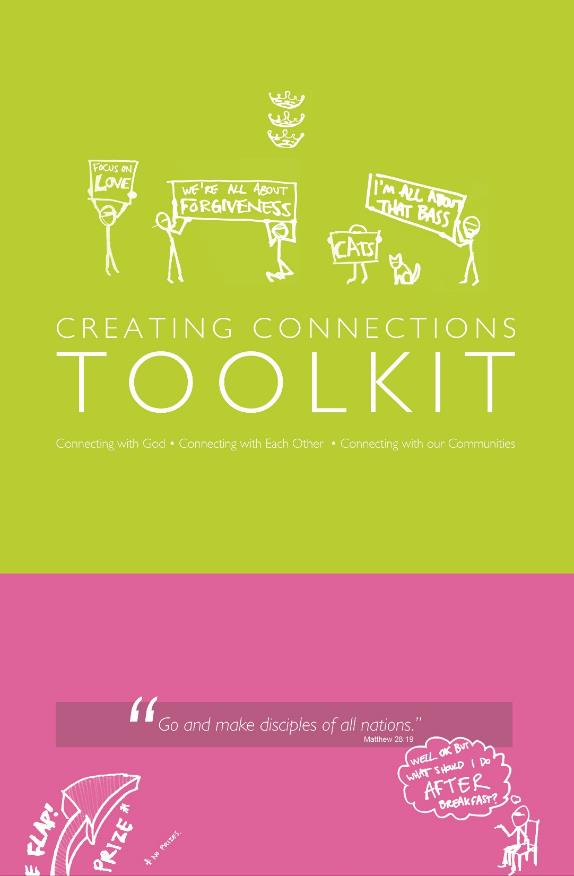 FOCUS ON
LOVE
WE'RE ALL ABOUT
FORGIVENESS
I'M ALL ABOUT
THAT BASS
CATS
CREATING CONNECTIONS
TOOLKIT
Connecting with God • Connecting with Each Other • Connecting with our Communities
“Go and make disciples of all nations.”
Matthew 28:19
WELL OK BUT
WHAT SHOULD I DO
AFTER
BREAKFAST?
E FLAP!
PRIZE*
* NO PRIZES.